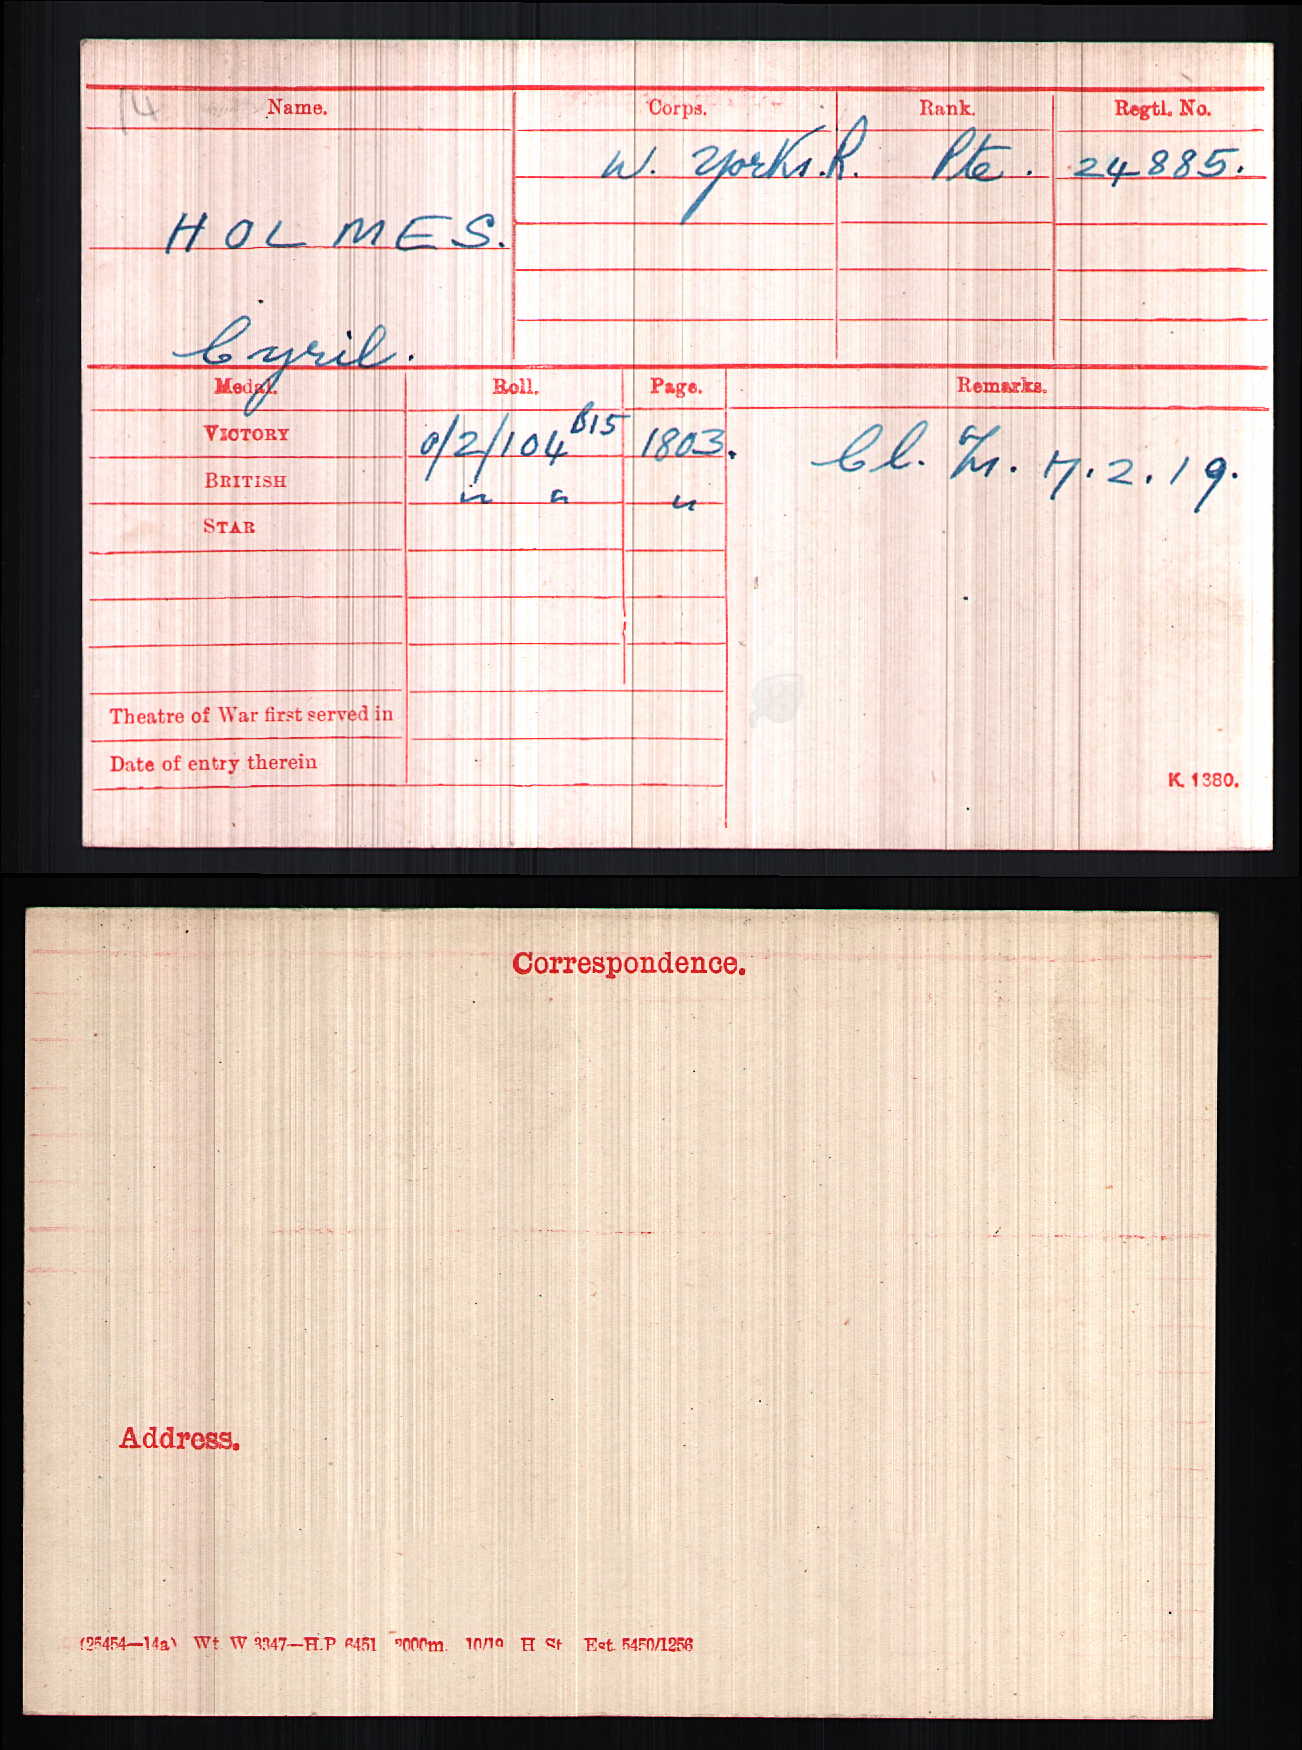 14
Name. Corps. Rank. Regtl. No.
W. Yorks. R. Pte. 24885.
HOLMES.
Cyril.
Medal. Roll. Page. Remarks.
VICTORY O/2/104 B15 1803. Cl. Z. 7.2.19.
BRITISH " " "
STAR
Theatre of War first served in
Date of entry therein
K. 1380.
Correspondence.
Address.
(25454—14a) Wt W 3347—H.P 6451 3000m. 10/19 H St Est. 5450/1256